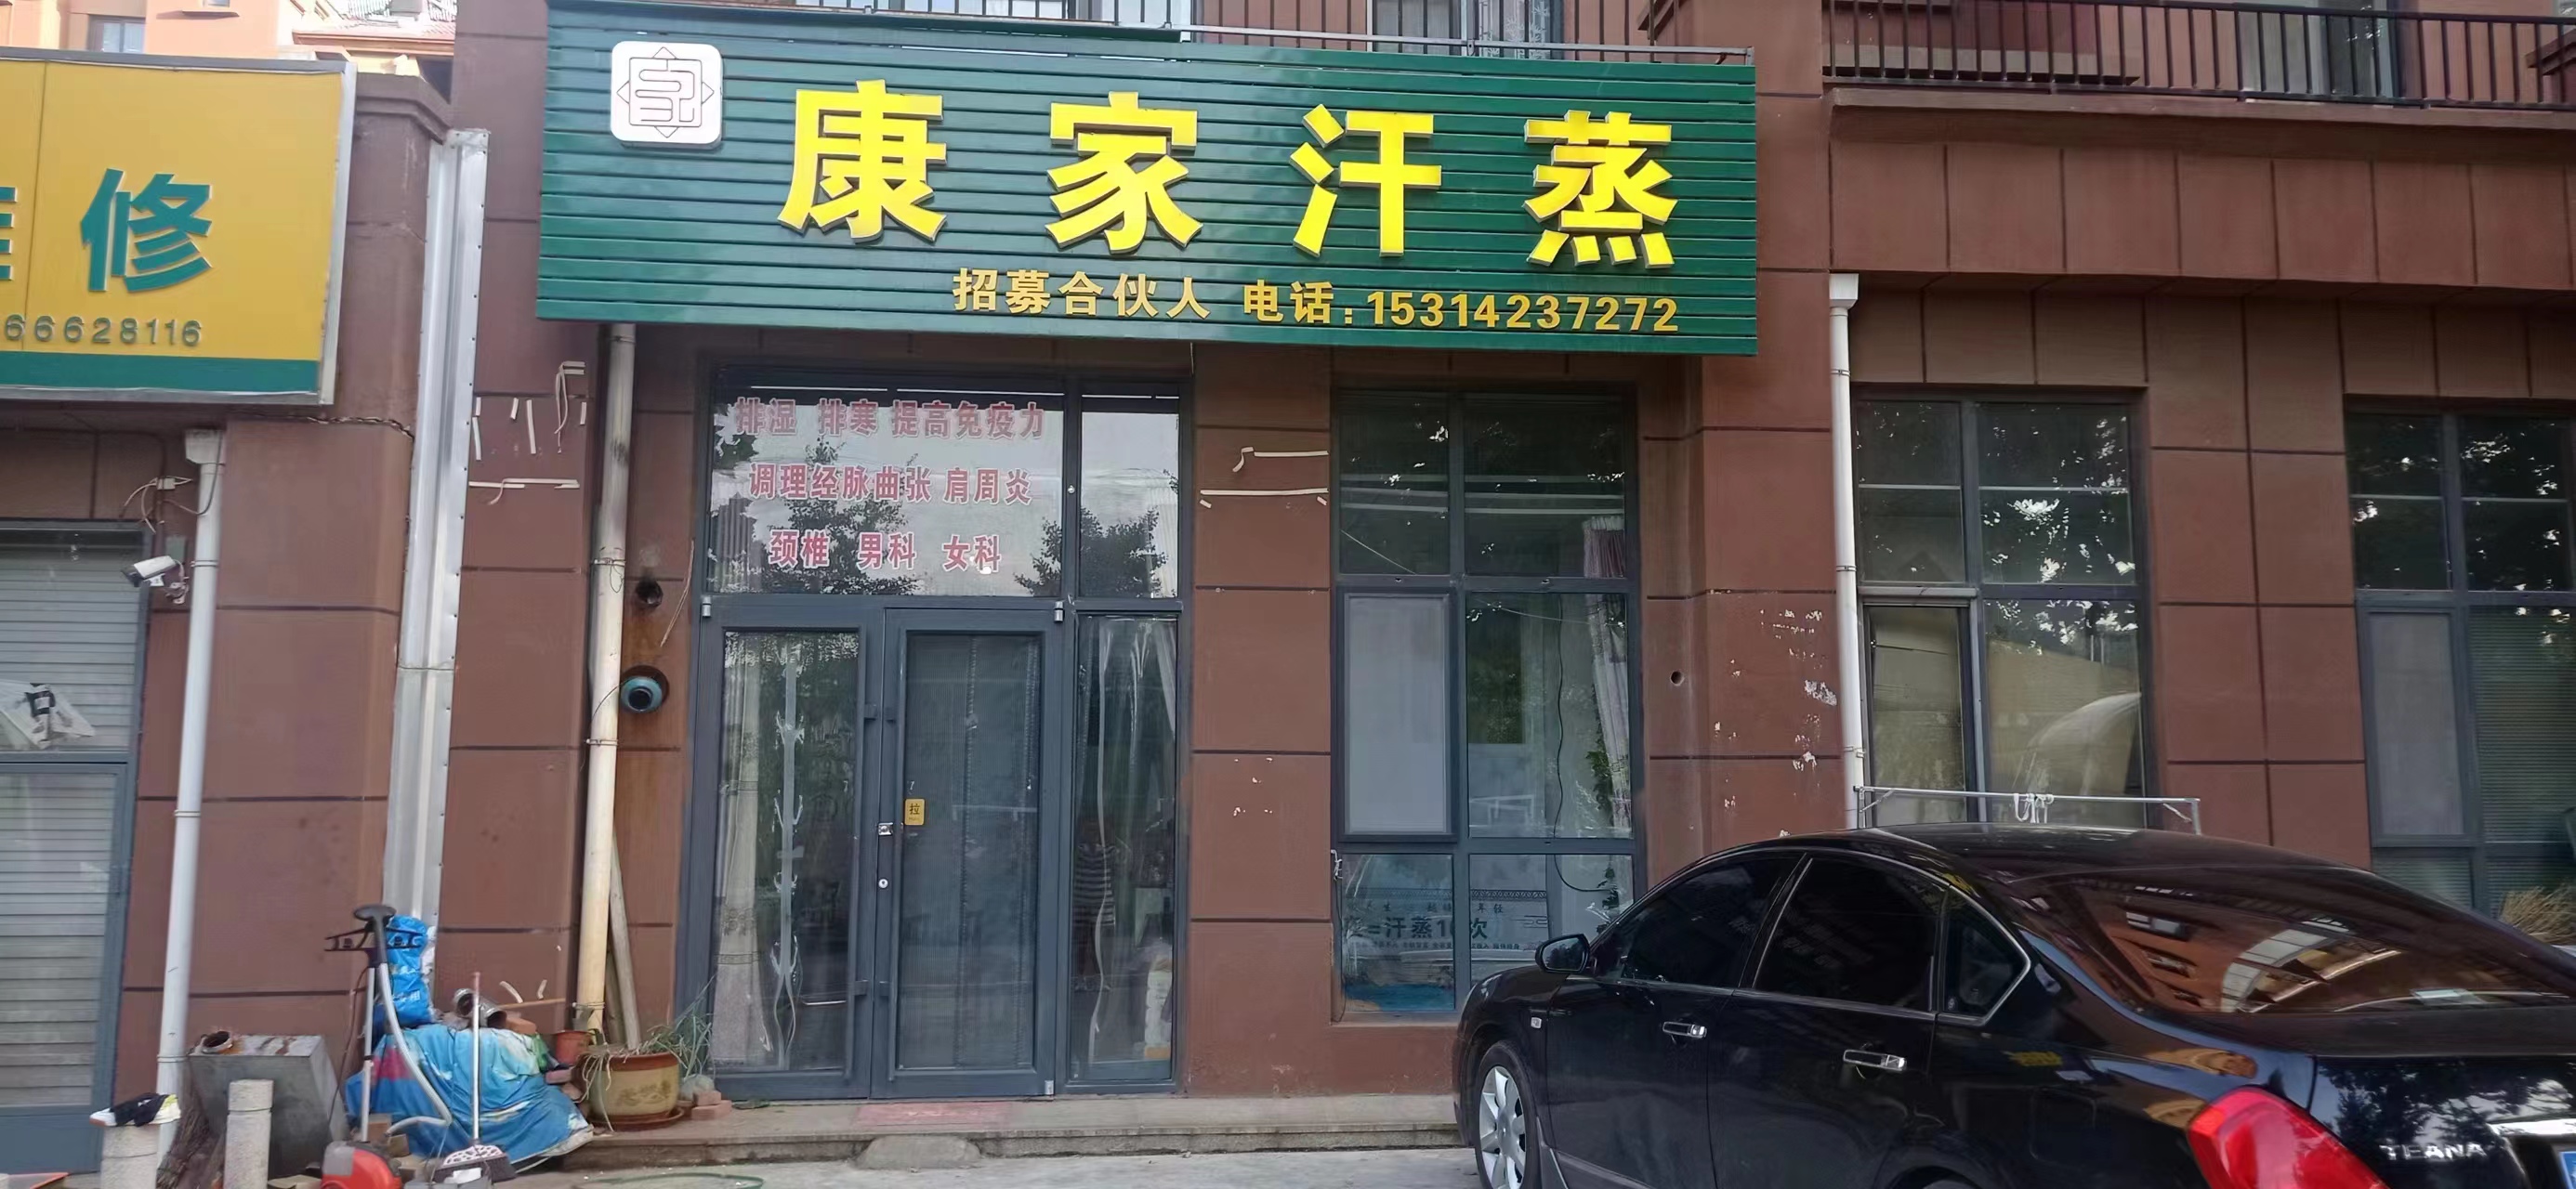 修
66628116
康家汗蒸
招募合伙人 电话:15314237272
排湿 排寒 提高免疫力
调理经脉曲张 肩周炎
颈椎 男科 女科
拉
=汗蒸10次
TEANA